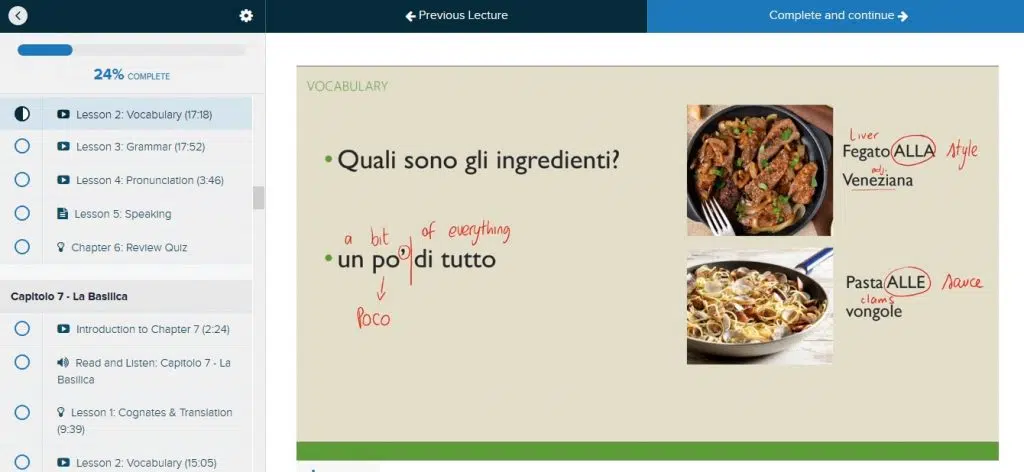 Previous Lecture
Complete and continue
24% COMPLETE
Lesson 2: Vocabulary (17:18)
Lesson 3: Grammar (17:52)
Lesson 4: Pronunciation (3:46)
Lesson 5: Speaking
Chapter 6: Review Quiz
Capitolo 7 - La Basilica
Introduction to Chapter 7 (2:24)
Read and Listen: Capitolo 7 - La
Basilica
Lesson 1: Cognates & Translation
(9:39)
Lesson 2: Vocabulary (15:05)
VOCABULARY
• Quali sono gli ingredienti?
a bit of everything
• un po' di tutto
Poco
Liver
Fegato ALLA style
adj.
Veneziana
Pasta ALLE sauce
clams
vongole